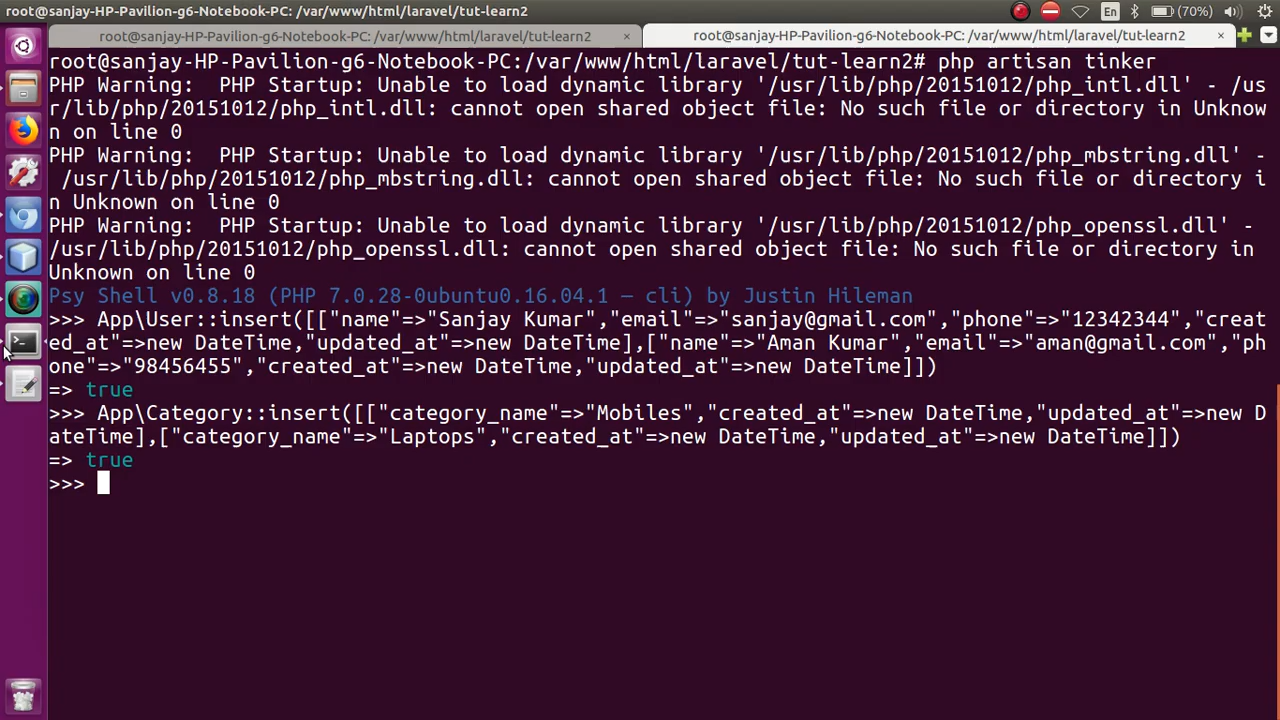 root@sanjay-HP-Pavilion-g6-Notebook-PC: /var/www/html/laravel/tut-learn2
En
(70%)
root@sanjay-HP-Pavilion-g6-Notebook-PC: /var/www/html/laravel/tut-learn2 ×
root@sanjay-HP-Pavilion-g6-Notebook-PC: /var/www/html/laravel/tut-learn2 ×
root@sanjay-HP-Pavilion-g6-Notebook-PC:/var/www/html/laravel/tut-learn2# php artisan tinker
PHP Warning:  PHP Startup: Unable to load dynamic library '/usr/lib/php/20151012/php_intl.dll' - /us
r/lib/php/20151012/php_intl.dll: cannot open shared object file: No such file or directory in Unknow
n on line 0
PHP Warning:  PHP Startup: Unable to load dynamic library '/usr/lib/php/20151012/php_mbstring.dll' -
 /usr/lib/php/20151012/php_mbstring.dll: cannot open shared object file: No such file or directory i
n Unknown on line 0
PHP Warning:  PHP Startup: Unable to load dynamic library '/usr/lib/php/20151012/php_openssl.dll' -
/usr/lib/php/20151012/php_openssl.dll: cannot open shared object file: No such file or directory in
Unknown on line 0
Psy Shell v0.8.18 (PHP 7.0.28-0ubuntu0.16.04.1 — cli) by Justin Hileman
>>> App\User::insert([["name"=>"Sanjay Kumar","email"=>"sanjay@gmail.com","phone"=>"12342344","creat
ed_at"=>new DateTime,"updated_at"=>new DateTime],["name"=>"Aman Kumar","email"=>"aman@gmail.com","ph
one"=>"98456455","created_at"=>new DateTime,"updated_at"=>new DateTime]])
=> true
>>> App\Category::insert([["category_name"=>"Mobiles","created_at"=>new DateTime,"updated_at"=>new D
ateTime],["category_name"=>"Laptops","created_at"=>new DateTime,"updated_at"=>new DateTime]])
=> true
>>>